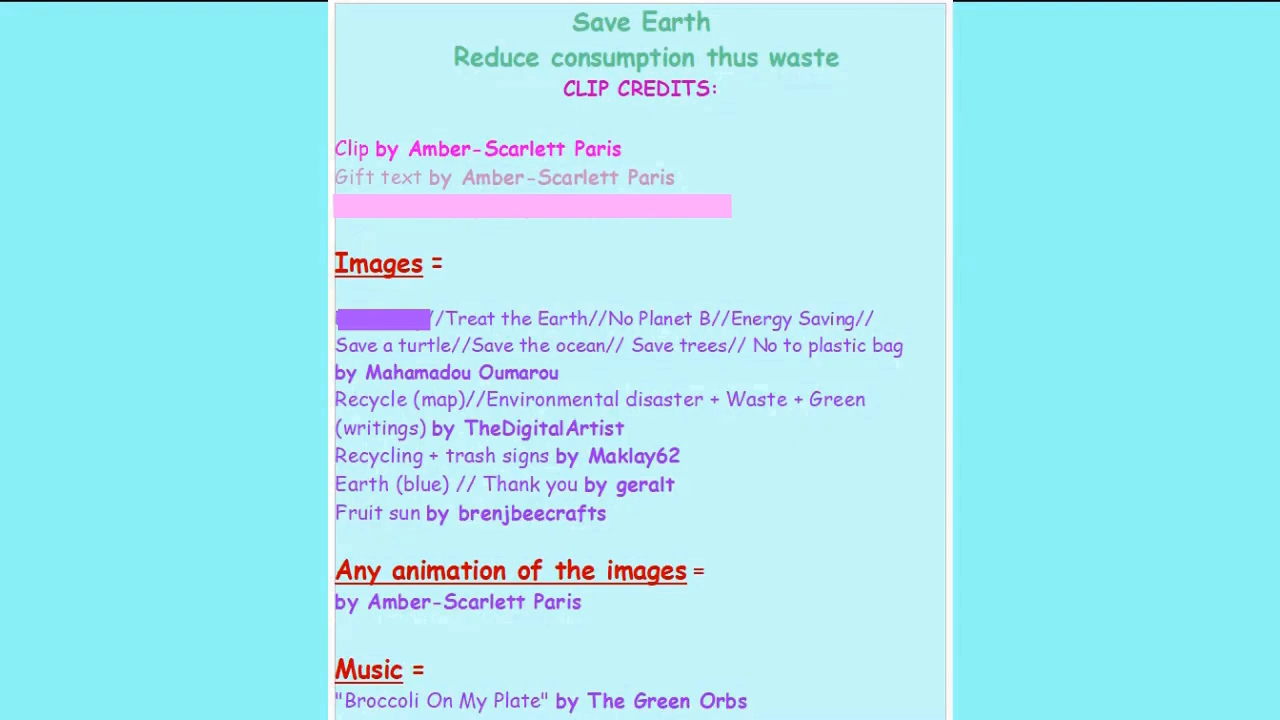 Save Earth
Reduce consumption thus waste
CLIP CREDITS:
Clip by Amber-Scarlett Paris
Gift text by Amber-Scarlett Paris
Images =
//Treat the Earth//No Planet B//Energy Saving//
Save a turtle//Save the ocean// Save trees// No to plastic bag
by Mahamadou Oumarou
Recycle (map)//Environmental disaster + Waste + Green
(writings) by TheDigitalArtist
Recycling + trash signs by Maklay62
Earth (blue) // Thank you by geralt
Fruit sun by brenjbeecrafts
Any animation of the images =
by Amber-Scarlett Paris
Music =
"Broccoli On My Plate" by The Green Orbs